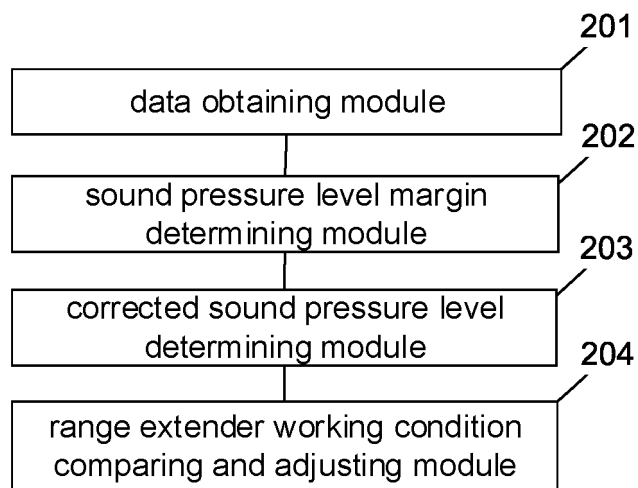 201
data obtaining module
202
sound pressure level margin
determining module
203
corrected sound pressure level
determining module
204
range extender working condition
comparing and adjusting module